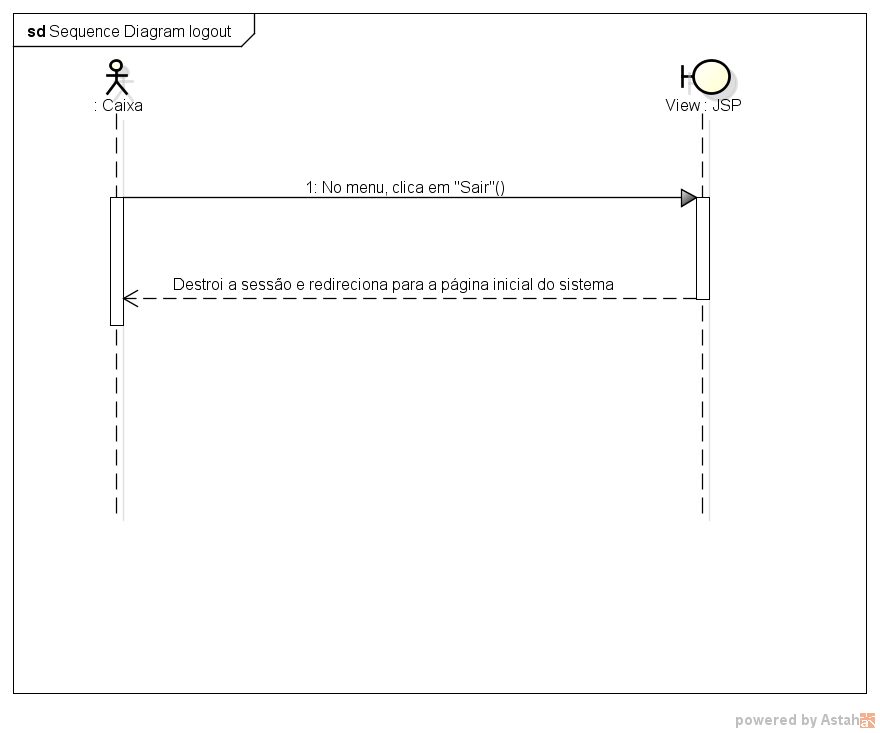 sd Sequence Diagram logout
: Caixa
View : JSP
1: No menu, clica em "Sair"()
Destroi a sessão e redireciona para a página inicial do sistema
powered by Astah